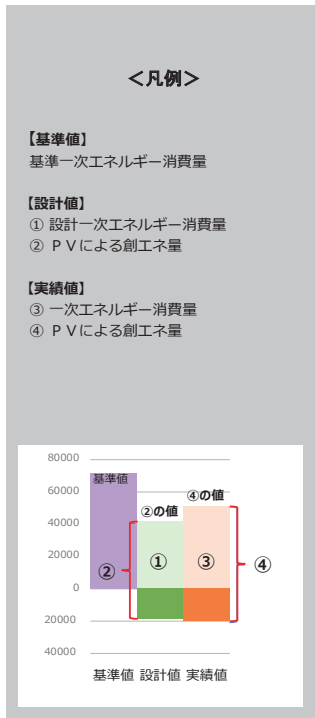 ＜凡例＞
【基準値】
基準一次エネルギー消費量
【設計値】
① 設計一次エネルギー消費量
② ＰＶによる創エネ量
【実績値】
③ 一次エネルギー消費量
④ ＰＶによる創エネ量
80000
基準値
60000
④の値
②の値
40000
20000
② ① ③ ④
0
20000
40000
基準値 設計値 実績値